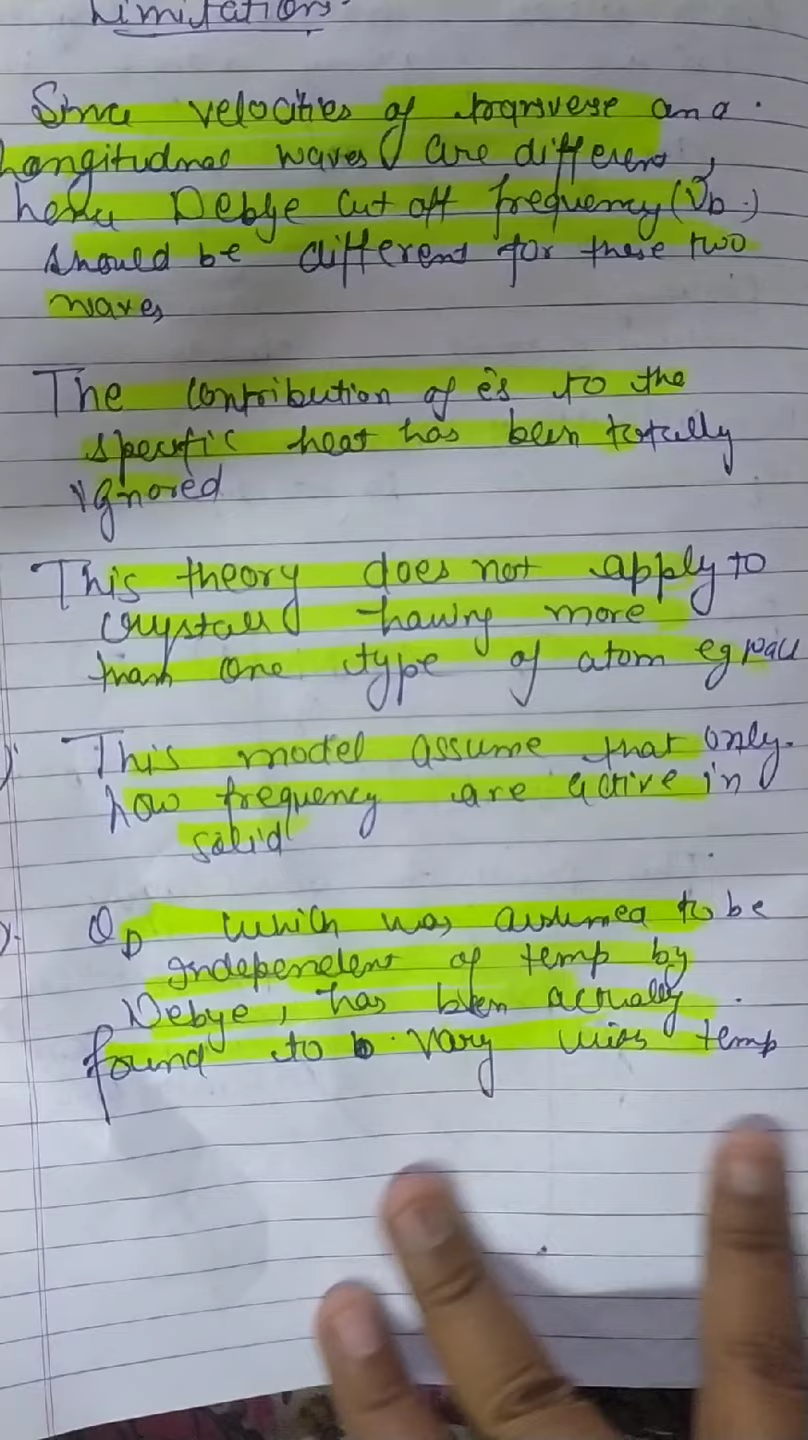 Limitations
Since velocities of transverse and
Longitudinal waves are different,
hence Debye cut off frequency (νD.)
should be different for these two
waves
The contribution of e's to the
specific heat has been totally
ignored
This theory does not apply to
crystals having more
than one type of atom eg NaCl
This model assume that only
low frequency are active in
solid
θD which was assumed to be
independent of temp by
Debye, has been actually
found to b vary with temp